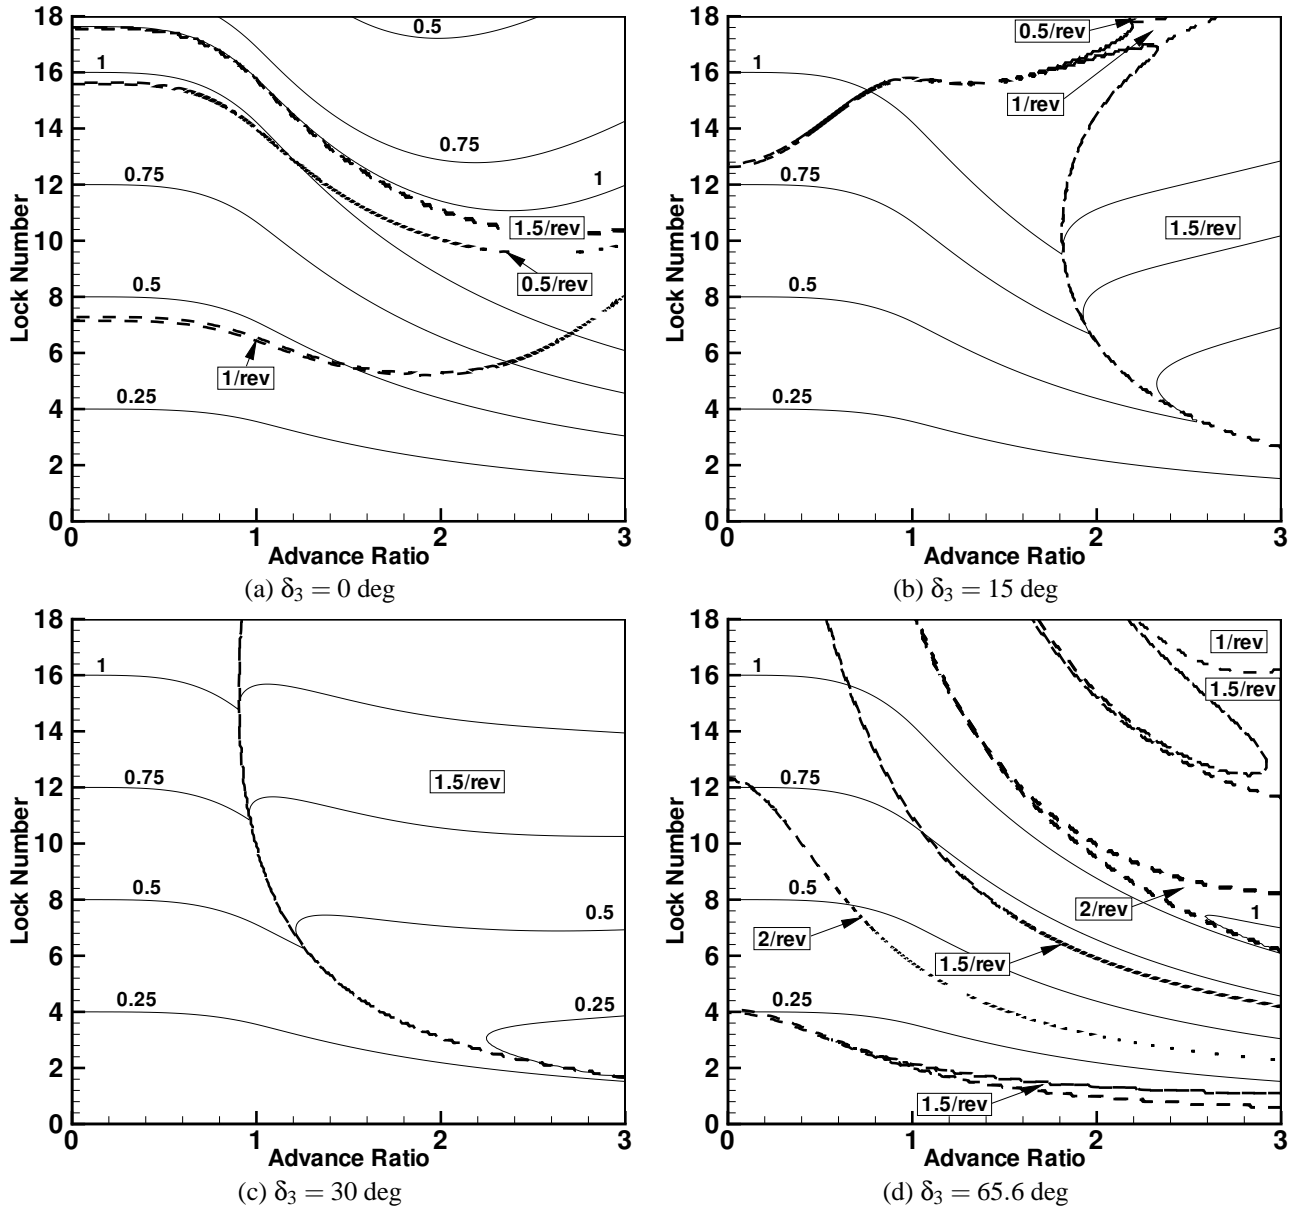 18
16
14
12
10
8
6
4
2
0
Lock Number
0.5
1
0.75
0.75
1
1.5/rev
0.5
0.5/rev
1/rev
0.25
0 1 2 3
Advance Ratio
(a) δ₃ = 0 deg
18
16
14
12
10
8
6
4
2
0
Lock Number
0.5/rev
1
1/rev
0.75
1.5/rev
0.5
0.25
0 1 2 3
Advance Ratio
(b) δ₃ = 15 deg
18
16
14
12
10
8
6
4
2
0
Lock Number
1
0.75
1.5/rev
0.5
0.5
0.25
0.25
0 1 2 3
Advance Ratio
(c) δ₃ = 30 deg
18
16
14
12
10
8
6
4
2
0
Lock Number
1/rev
1
1.5/rev
0.75
0.5
2/rev
1
2/rev
1.5/rev
0.25
1.5/rev
0 1 2 3
Advance Ratio
(d) δ₃ = 65.6 deg